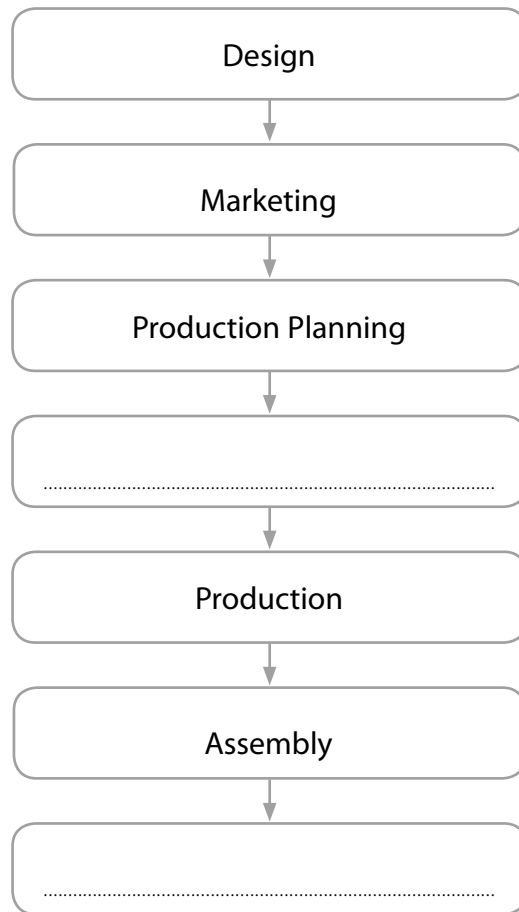 Design
Marketing
Production Planning
Production
Assembly